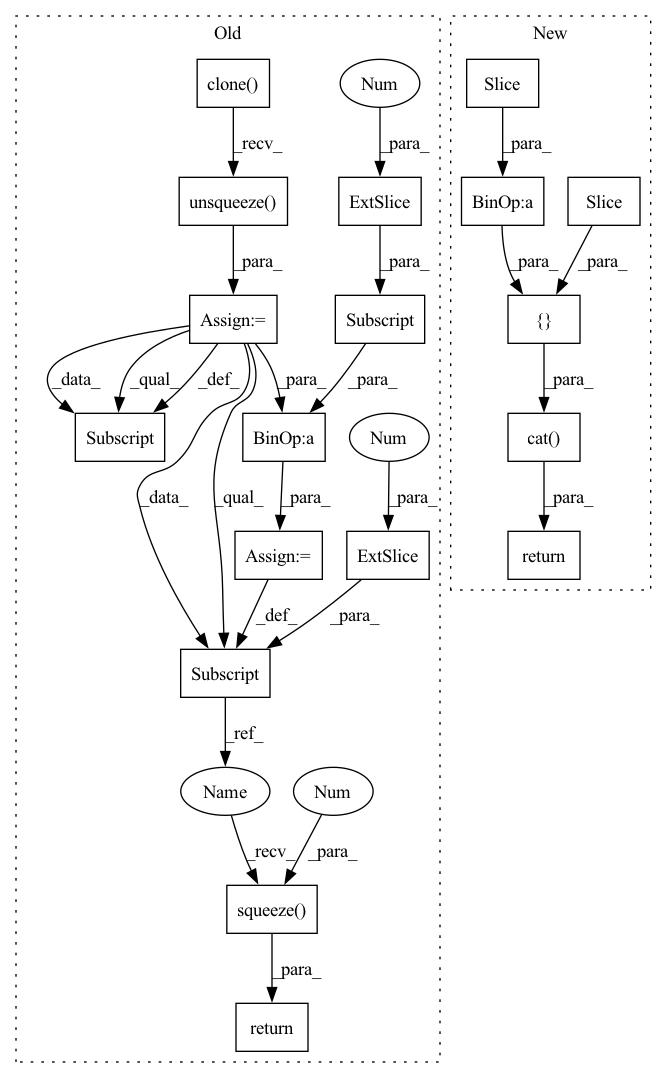 Old
New
clone()
Num
Slice
_recv_
_para_
_para_
unsqueeze()
ExtSlice
BinOp:a
Slice
_para_
_para_
_para_
_para_
Assign:=
Subscript
{}
_data_
_qual_
_def_
_para_
_para_
_para_
Subscript
BinOp:a
Num
cat()
_data_
_qual_
_para_
_para_
_para_
Assign:=
ExtSlice
return
_def_
_para_
Subscript
_ref_
Name
Num
_recv_
_para_
squeeze()
_para_
return